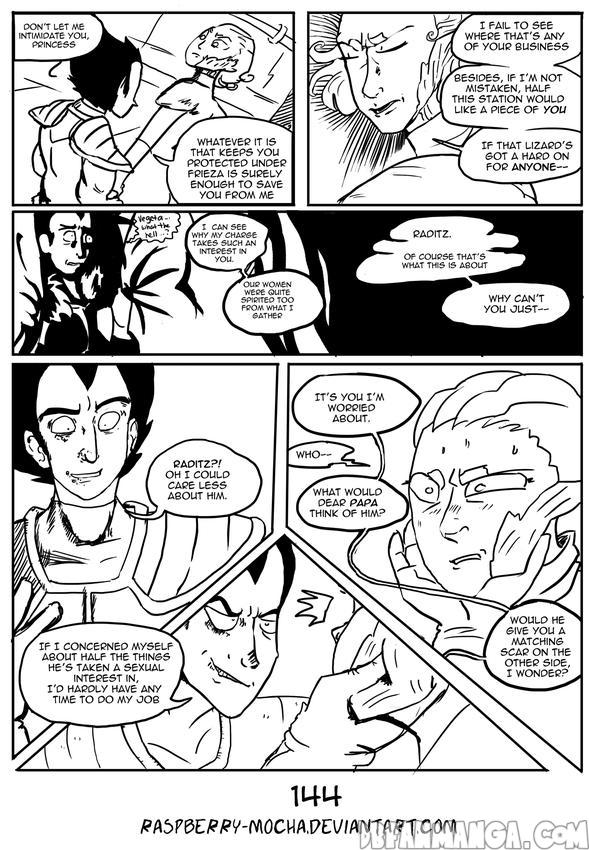 DON'T LET ME
INTIMIDATE YOU,
PRINCESS
WHATEVER IT IS
THAT KEEPS YOU
PROTECTED UNDER
FRIEZA IS SURELY
ENOUGH TO SAVE
YOU FROM ME
I FAIL TO SEE
WHERE THAT'S ANY
OF YOUR BUSINESS
BESIDES, IF I'M NOT
MISTAKEN, HALF
THIS STATION WOULD
LIKE A PIECE OF YOU
IF THAT LIZARD'S
GOT A HARD ON
FOR ANYONE--
Vegeta...
what the
hell...
I CAN SEE
WHY MY CHARGE
TAKES SUCH AN
INTEREST IN
YOU.
OUR WOMEN
WERE QUITE
SPIRITED TOO
FROM WHAT I
GATHER
RADITZ.
OF COURSE THAT'S
WHAT THIS IS ABOUT
WHY CAN'T
YOU JUST--
RADITZ?!
OH I COULD
CARE LESS
ABOUT HIM.
IT'S YOU I'M
WORRIED
ABOUT.
WHO--
WHAT WOULD
DEAR PAPA
THINK OF HIM?
WOULD HE
GIVE YOU A
MATCHING
SCAR ON THE
OTHER SIDE,
I WONDER?
IF I CONCERNED MYSELF
ABOUT HALF THE THINGS
HE'S TAKEN A SEXUAL
INTEREST IN,
I'D HARDLY HAVE ANY
TIME TO DO MY JOB
144
RASPBERRY-MOCHA.DEVIANTART.COM
DBFANMANGA.COM